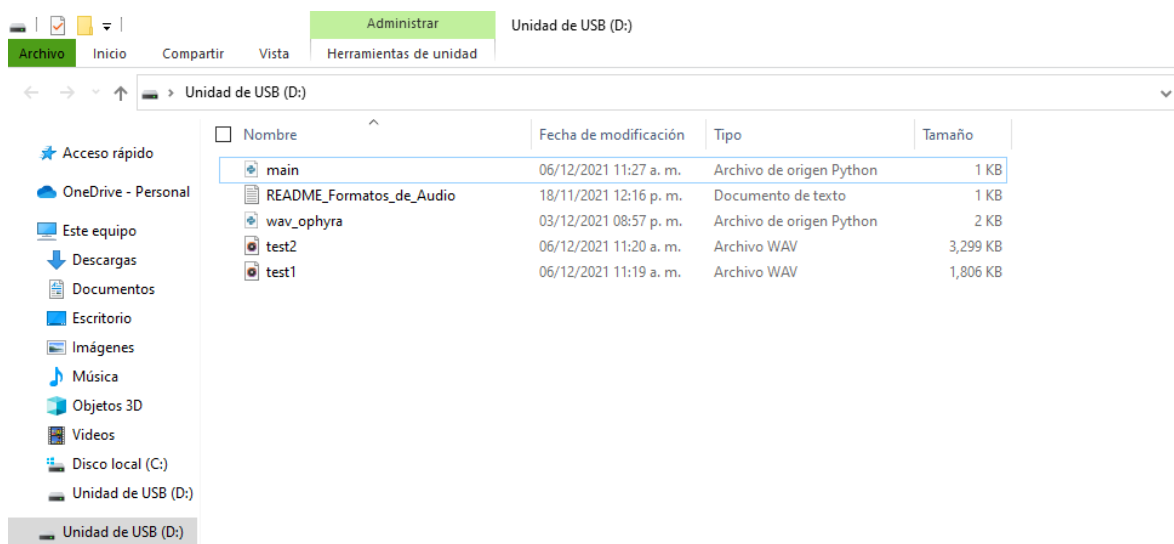 Administrar Unidad de USB (D:)
Archivo Inicio Compartir Vista Herramientas de unidad
Unidad de USB (D:)
Acceso rápido
OneDrive - Personal
Este equipo
Descargas
Documentos
Escritorio
Imágenes
Música
Objetos 3D
Videos
Disco local (C:)
Unidad de USB (D:)
Unidad de USB (D:)
Nombre Fecha de modificación Tipo Tamaño
main 06/12/2021 11:27 a. m. Archivo de origen Python 1 KB
README_Formatos_de_Audio 18/11/2021 12:16 p. m. Documento de texto 1 KB
wav_ophyra 03/12/2021 08:57 p. m. Archivo de origen Python 2 KB
test2 06/12/2021 11:20 a. m. Archivo WAV 3,299 KB
test1 06/12/2021 11:19 a. m. Archivo WAV 1,806 KB